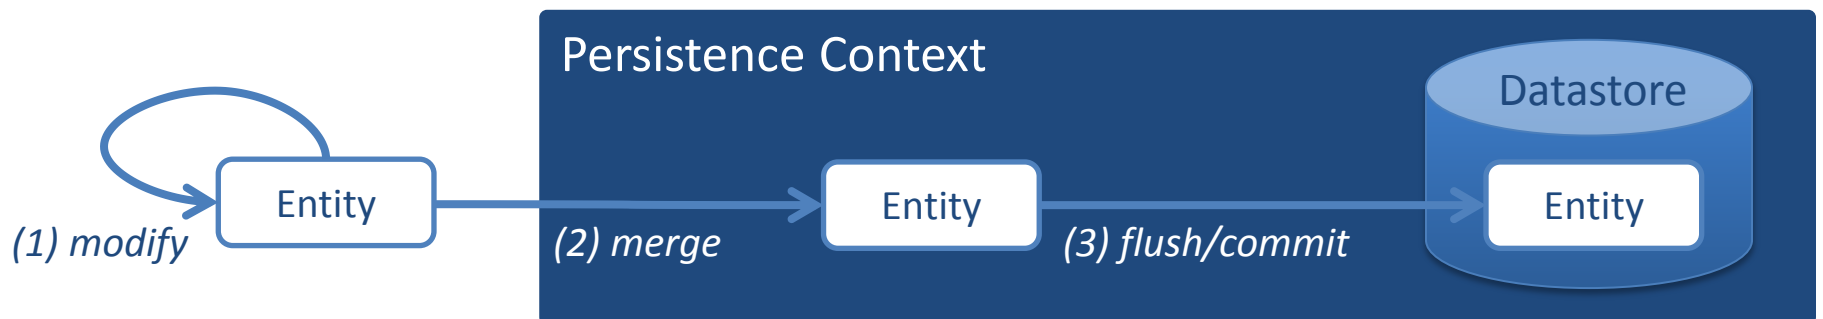 Persistence Context
Datastore
Entity
Entity
Entity
(1) modify
(2) merge
(3) flush/commit